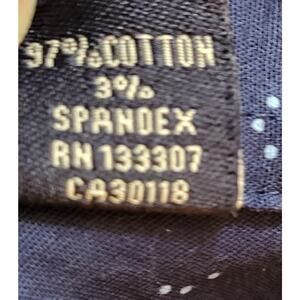 97% COTTON
3%
SPANDEX
RN 133307
CA30118